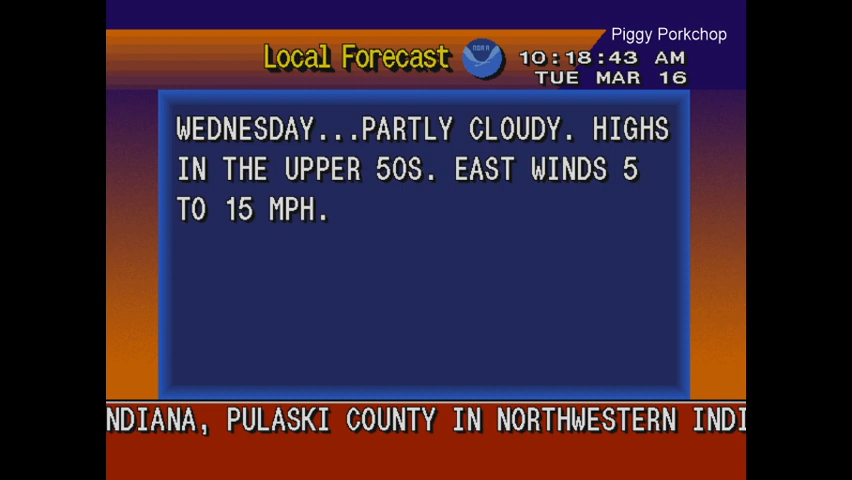 Piggy Porkchop
Local Forecast
NOAA
10:18:43 AM
TUE MAR 16
WEDNESDAY...PARTLY CLOUDY. HIGHS
IN THE UPPER 50S. EAST WINDS 5
TO 15 MPH.
NDIANA, PULASKI COUNTY IN NORTHWESTERN INDI